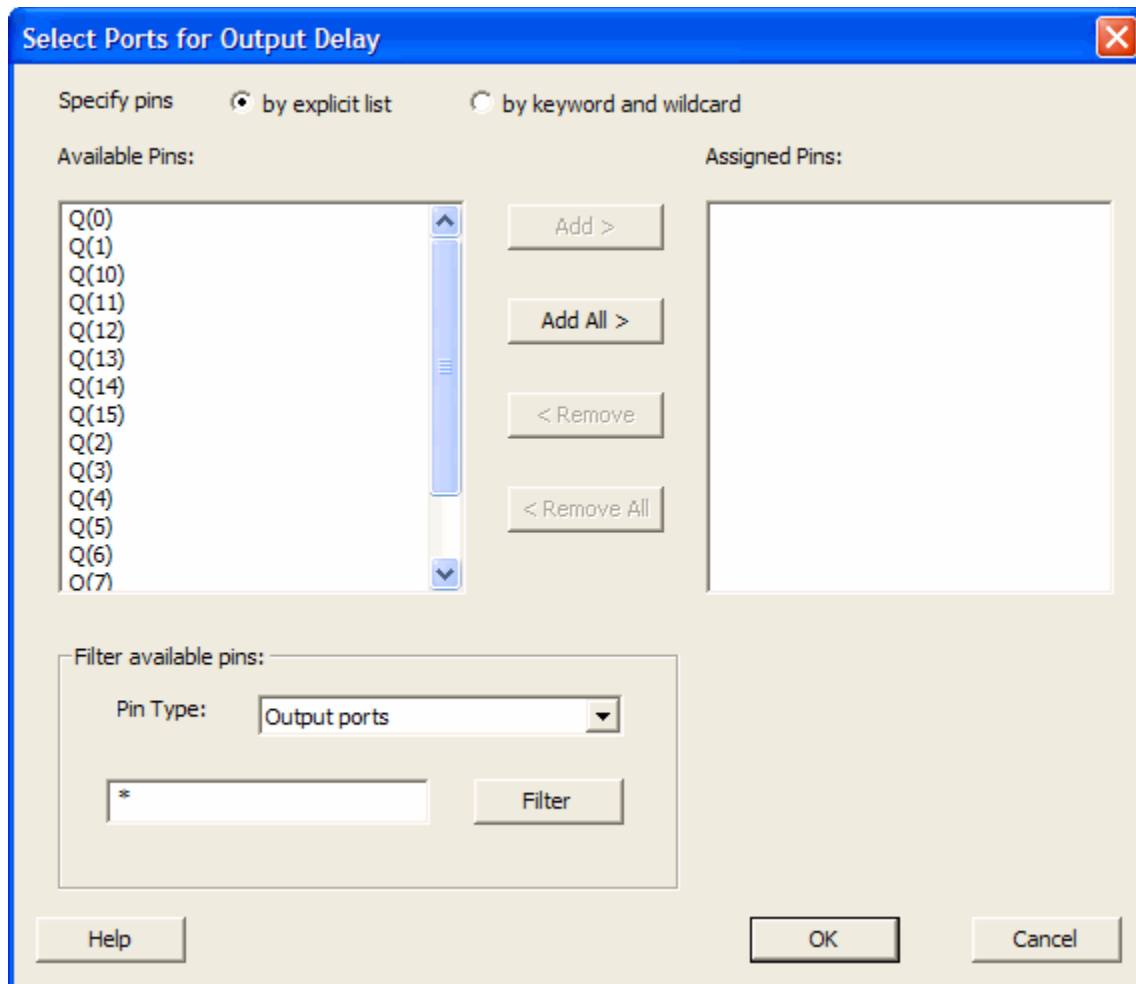 Select Ports for Output Delay
Specify pins by explicit list by keyword and wildcard
Available Pins: Assigned Pins:
Q(0)
Q(1)
Q(10)
Q(11)
Q(12)
Q(13)
Q(14)
Q(15)
Q(2)
Q(3)
Q(4)
Q(5)
Q(6)
Q(7)
Add >
Add All >
< Remove
< Remove All
Filter available pins:
Pin Type: Output ports
* Filter
Help OK Cancel